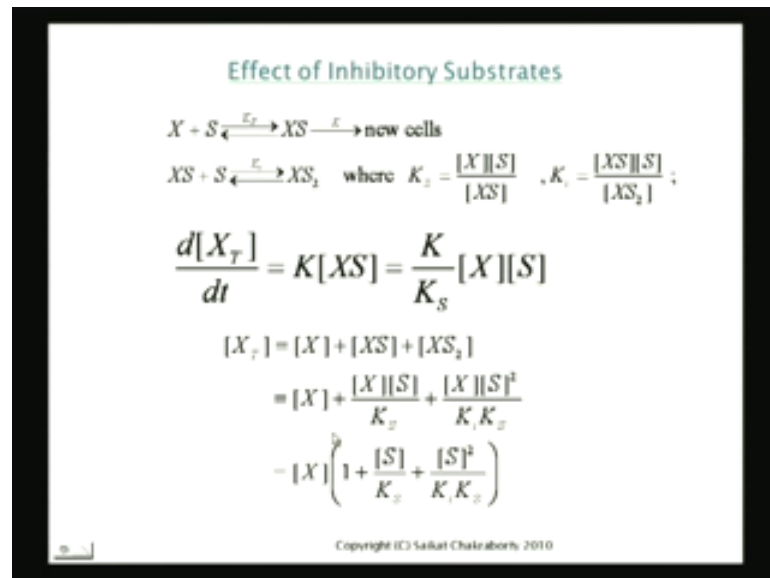 Effect of Inhibitory Substrates
X + S ⇌ XS → new cells
XS + S ⇌ XS₂ where K_S = [X][S] / [XS] , K_i = [XS][S] / [XS₂] ;
d[X_T] / dt = K[XS] = K / K_S [X][S]
[X_T] = [X] + [XS] + [XS₂]
= [X] + [X][S] / K_S + [X][S]² / K_i K_S
= [X] ( 1 + [S] / K_S + [S]² / K_i K_S )
Copyright (C) Saikat Chakraborty 2010